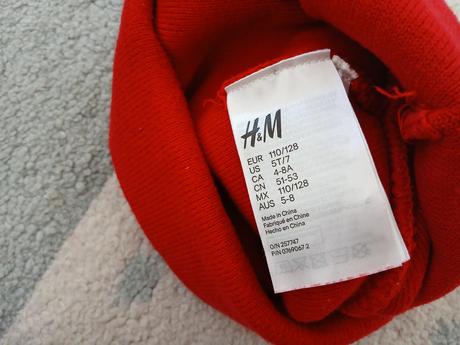 H&M
EUR 110/128
US 5T/7
CA 4-8A
CN 51-53
MX 110/128
AUS 5-8
Made in China
Fabriqué en Chine
Hecho en China
O/N 257747
P/N 0769067 2